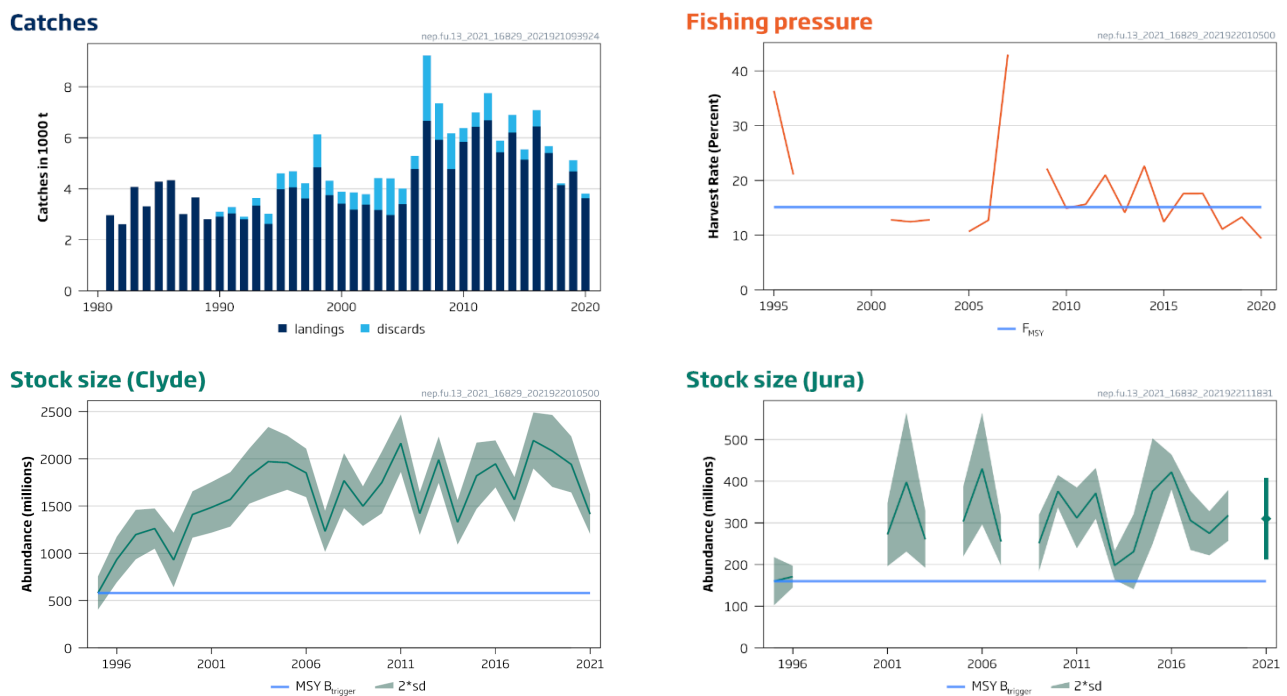 Catches
nep.fu.13_2021_16829_2021921093924
Catches in 1000 t
8
6
4
2
0
1980 1990 2000 2010 2020
landings discards
Fishing pressure
nep.fu.13_2021_16829_2021922010500
Harvest Rate (Percent)
40
30
20
10
0
1995 2000 2005 2010 2015 2020
FMSY
Stock size (Clyde)
nep.fu.13_2021_16829_2021922010500
Abundance (millions)
2500
2000
1500
1000
500
0
1996 2001 2006 2011 2016 2021
MSY Btrigger 2*sd
Stock size (Jura)
nep.fu.13_2021_16832_2021922111831
Abundance (millions)
500
400
300
200
100
0
1996 2001 2006 2011 2016 2021
MSY Btrigger 2*sd